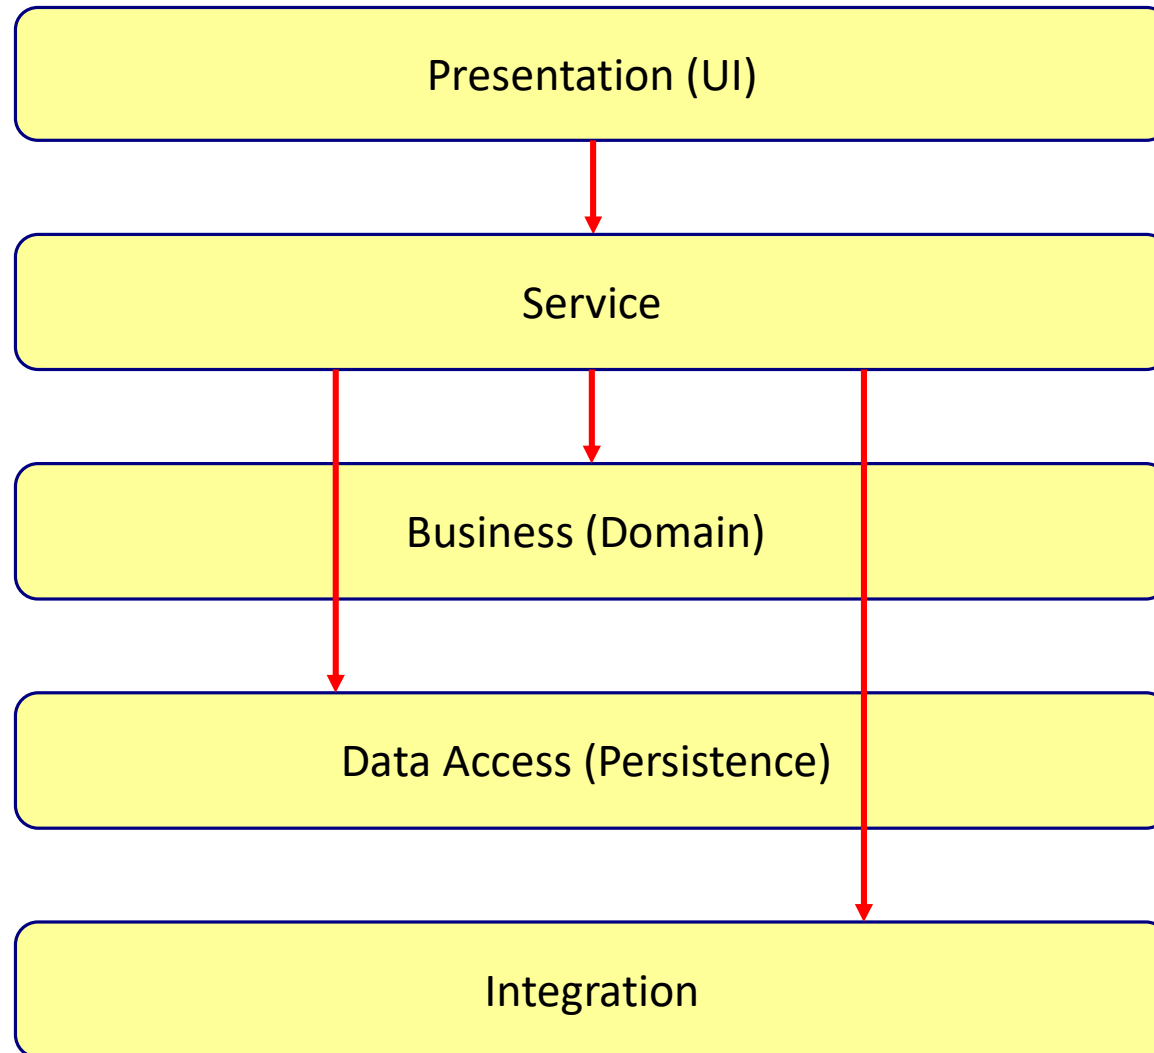 Presentation (UI)
Service
Business (Domain)
Data Access (Persistence)
Integration